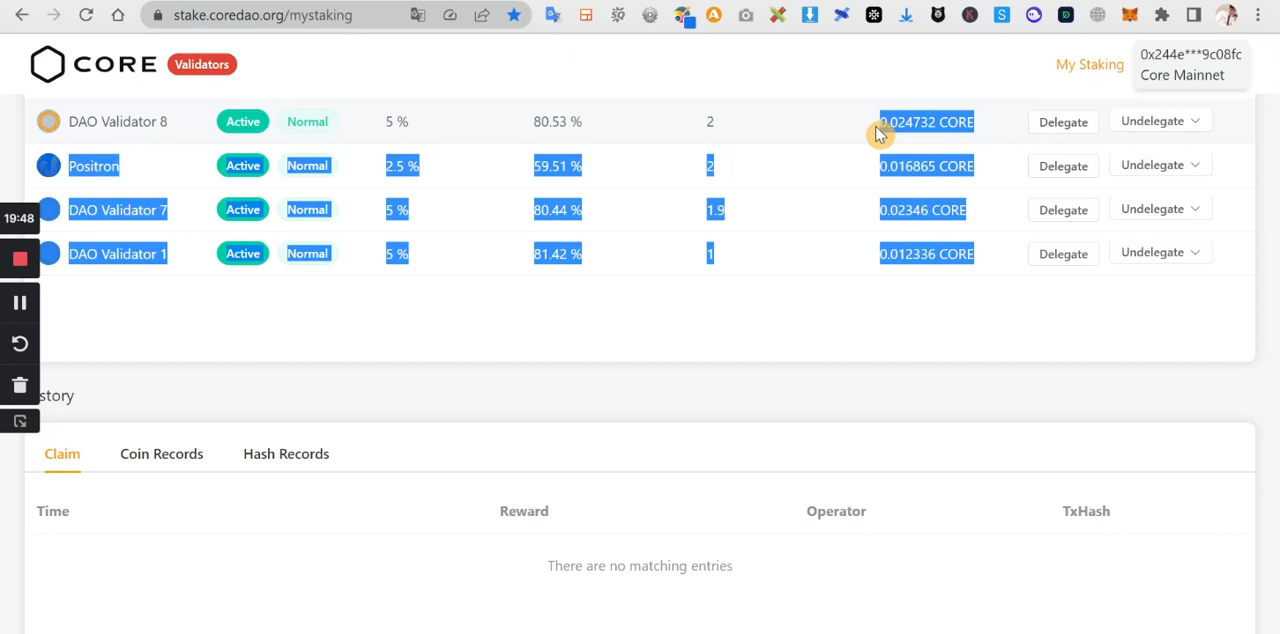 stake.coredao.org/mystaking
CORE Validators
My Staking
0x244e***9c08fc
Core Mainnet
DAO Validator 8 Active Normal 5 % 80.53 % 2 0.024732 CORE Delegate Undelegate
Positron Active Normal 2.5 % 59.51 % 2 0.016865 CORE Delegate Undelegate
19:48
DAO Validator 7 Active Normal 5 % 80.44 % 1.9 0.02346 CORE Delegate Undelegate
DAO Validator 1 Active Normal 5 % 81.42 % 1 0.012336 CORE Delegate Undelegate
story
Claim Coin Records Hash Records
Time Reward Operator TxHash
There are no matching entries